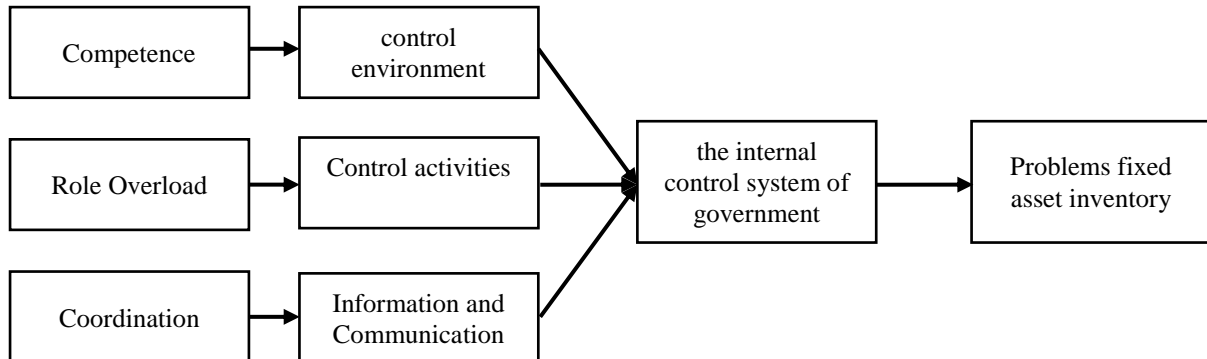 Competence
control
environment
Role Overload
Control activities
the internal
control system of
government
Problems fixed
asset inventory
Coordination
Information and
Communication